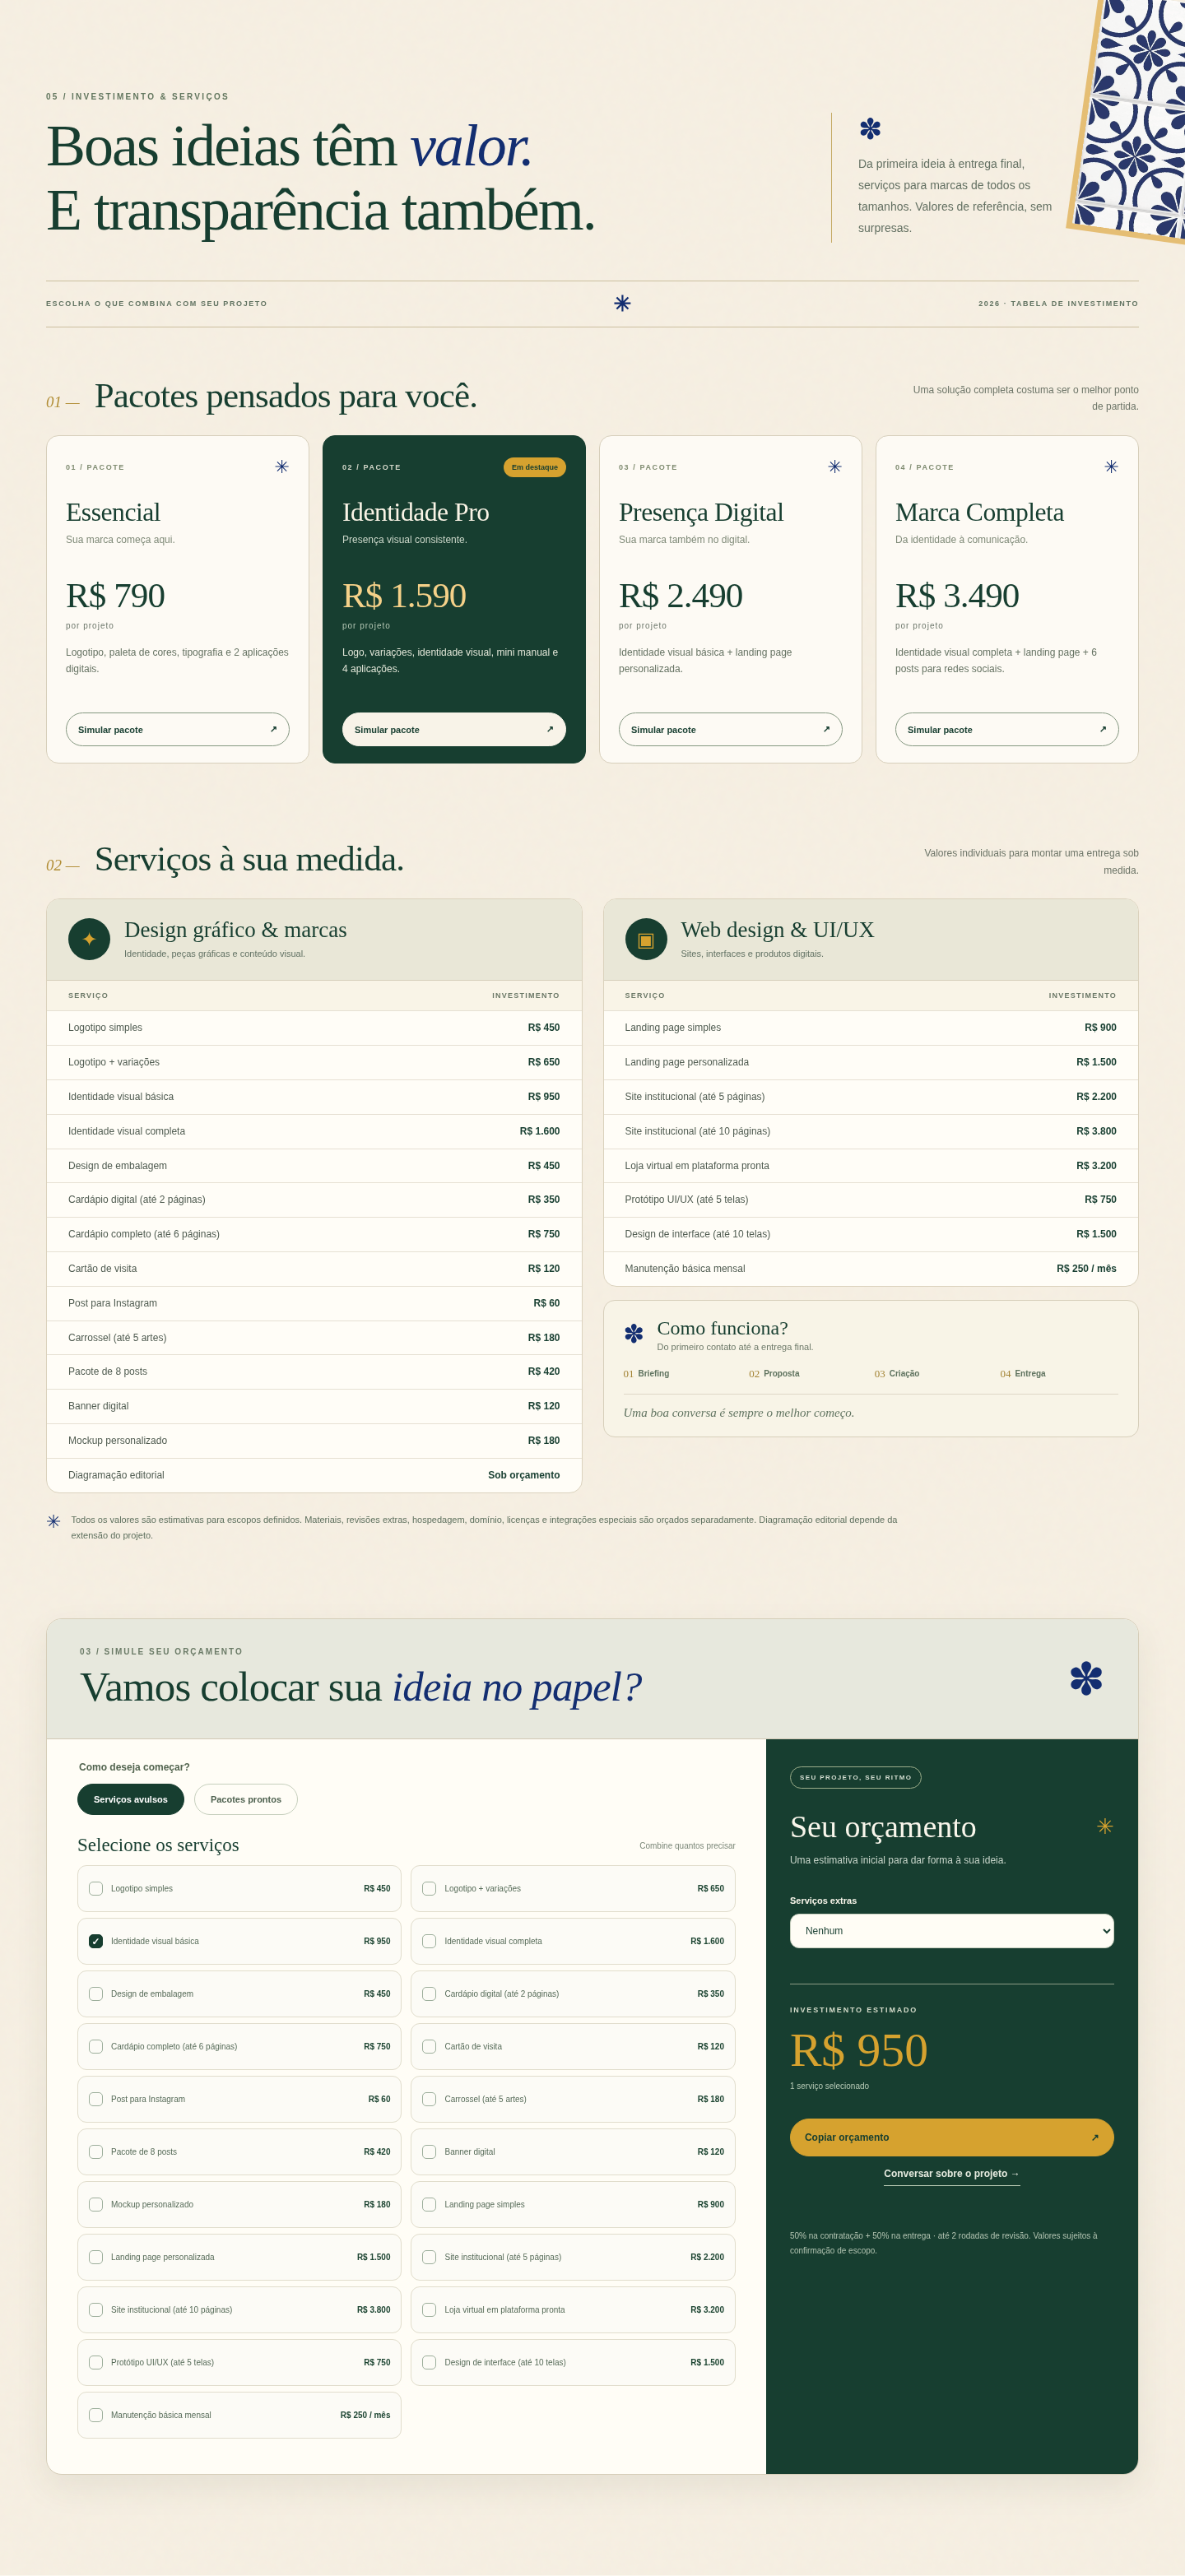 05 / INVESTIMENTO & SERVIÇOS
Boas ideias têm valor.
E transparência também.
Da primeira ideia à entrega final,
serviços para marcas de todos os
tamanhos. Valores de referência, sem
surpresas.
ESCOLHA O QUE COMBINA COM SEU PROJETO
2026 · TABELA DE INVESTIMENTO
01 — Pacotes pensados para você.
Uma solução completa costuma ser o melhor ponto
de partida.
01 / PACOTE
Essencial
Sua marca começa aqui.
R$ 790
por projeto
Logotipo, paleta de cores, tipografia e 2 aplicações
digitais.
Simular pacote ↗
02 / PACOTE
Em destaque
Identidade Pro
Presença visual consistente.
R$ 1.590
por projeto
Logo, variações, identidade visual, mini manual e
4 aplicações.
Simular pacote ↗
03 / PACOTE
Presença Digital
Sua marca também no digital.
R$ 2.490
por projeto
Identidade visual básica + landing page
personalizada.
Simular pacote ↗
04 / PACOTE
Marca Completa
Da identidade à comunicação.
R$ 3.490
por projeto
Identidade visual completa + landing page + 6
posts para redes sociais.
Simular pacote ↗
02 — Serviços à sua medida.
Valores individuais para montar uma entrega sob
medida.
Design gráfico & marcas
Identidade, peças gráficas e conteúdo visual.
SERVIÇO INVESTIMENTO
Logotipo simples R$ 450
Logotipo + variações R$ 650
Identidade visual básica R$ 950
Identidade visual completa R$ 1.600
Design de embalagem R$ 450
Cardápio digital (até 2 páginas) R$ 350
Cardápio completo (até 6 páginas) R$ 750
Cartão de visita R$ 120
Post para Instagram R$ 60
Carrossel (até 5 artes) R$ 180
Pacote de 8 posts R$ 420
Banner digital R$ 120
Mockup personalizado R$ 180
Diagramação editorial Sob orçamento
Web design & UI/UX
Sites, interfaces e produtos digitais.
SERVIÇO INVESTIMENTO
Landing page simples R$ 900
Landing page personalizada R$ 1.500
Site institucional (até 5 páginas) R$ 2.200
Site institucional (até 10 páginas) R$ 3.800
Loja virtual em plataforma pronta R$ 3.200
Protótipo UI/UX (até 5 telas) R$ 750
Design de interface (até 10 telas) R$ 1.500
Manutenção básica mensal R$ 250 / mês
Como funciona?
Do primeiro contato até a entrega final.
01 Briefing 02 Proposta 03 Criação 04 Entrega
Uma boa conversa é sempre o melhor começo.
Todos os valores são estimativas para escopos definidos. Materiais, revisões extras, hospedagem, domínio, licenças e integrações especiais são orçados separadamente. Diagramação editorial depende da
extensão do projeto.
03 / SIMULE SEU ORÇAMENTO
Vamos colocar sua ideia no papel?
Como deseja começar?
Serviços avulsos Pacotes prontos
Selecione os serviços Combine quantos precisar
Logotipo simples R$ 450 Logotipo + variações R$ 650
Identidade visual básica R$ 950 Identidade visual completa R$ 1.600
Design de embalagem R$ 450 Cardápio digital (até 2 páginas) R$ 350
Cardápio completo (até 6 páginas) R$ 750 Cartão de visita R$ 120
Post para Instagram R$ 60 Carrossel (até 5 artes) R$ 180
Pacote de 8 posts R$ 420 Banner digital R$ 120
Mockup personalizado R$ 180 Landing page simples R$ 900
Landing page personalizada R$ 1.500 Site institucional (até 5 páginas) R$ 2.200
Site institucional (até 10 páginas) R$ 3.800 Loja virtual em plataforma pronta R$ 3.200
Protótipo UI/UX (até 5 telas) R$ 750 Design de interface (até 10 telas) R$ 1.500
Manutenção básica mensal R$ 250 / mês
SEU PROJETO, SEU RITMO
Seu orçamento
Uma estimativa inicial para dar forma à sua ideia.
Serviços extras
Nenhum
INVESTIMENTO ESTIMADO
R$ 950
1 serviço selecionado
Copiar orçamento ↗
Conversar sobre o projeto →
50% na contratação + 50% na entrega · até 2 rodadas de revisão. Valores sujeitos à
confirmação de escopo.